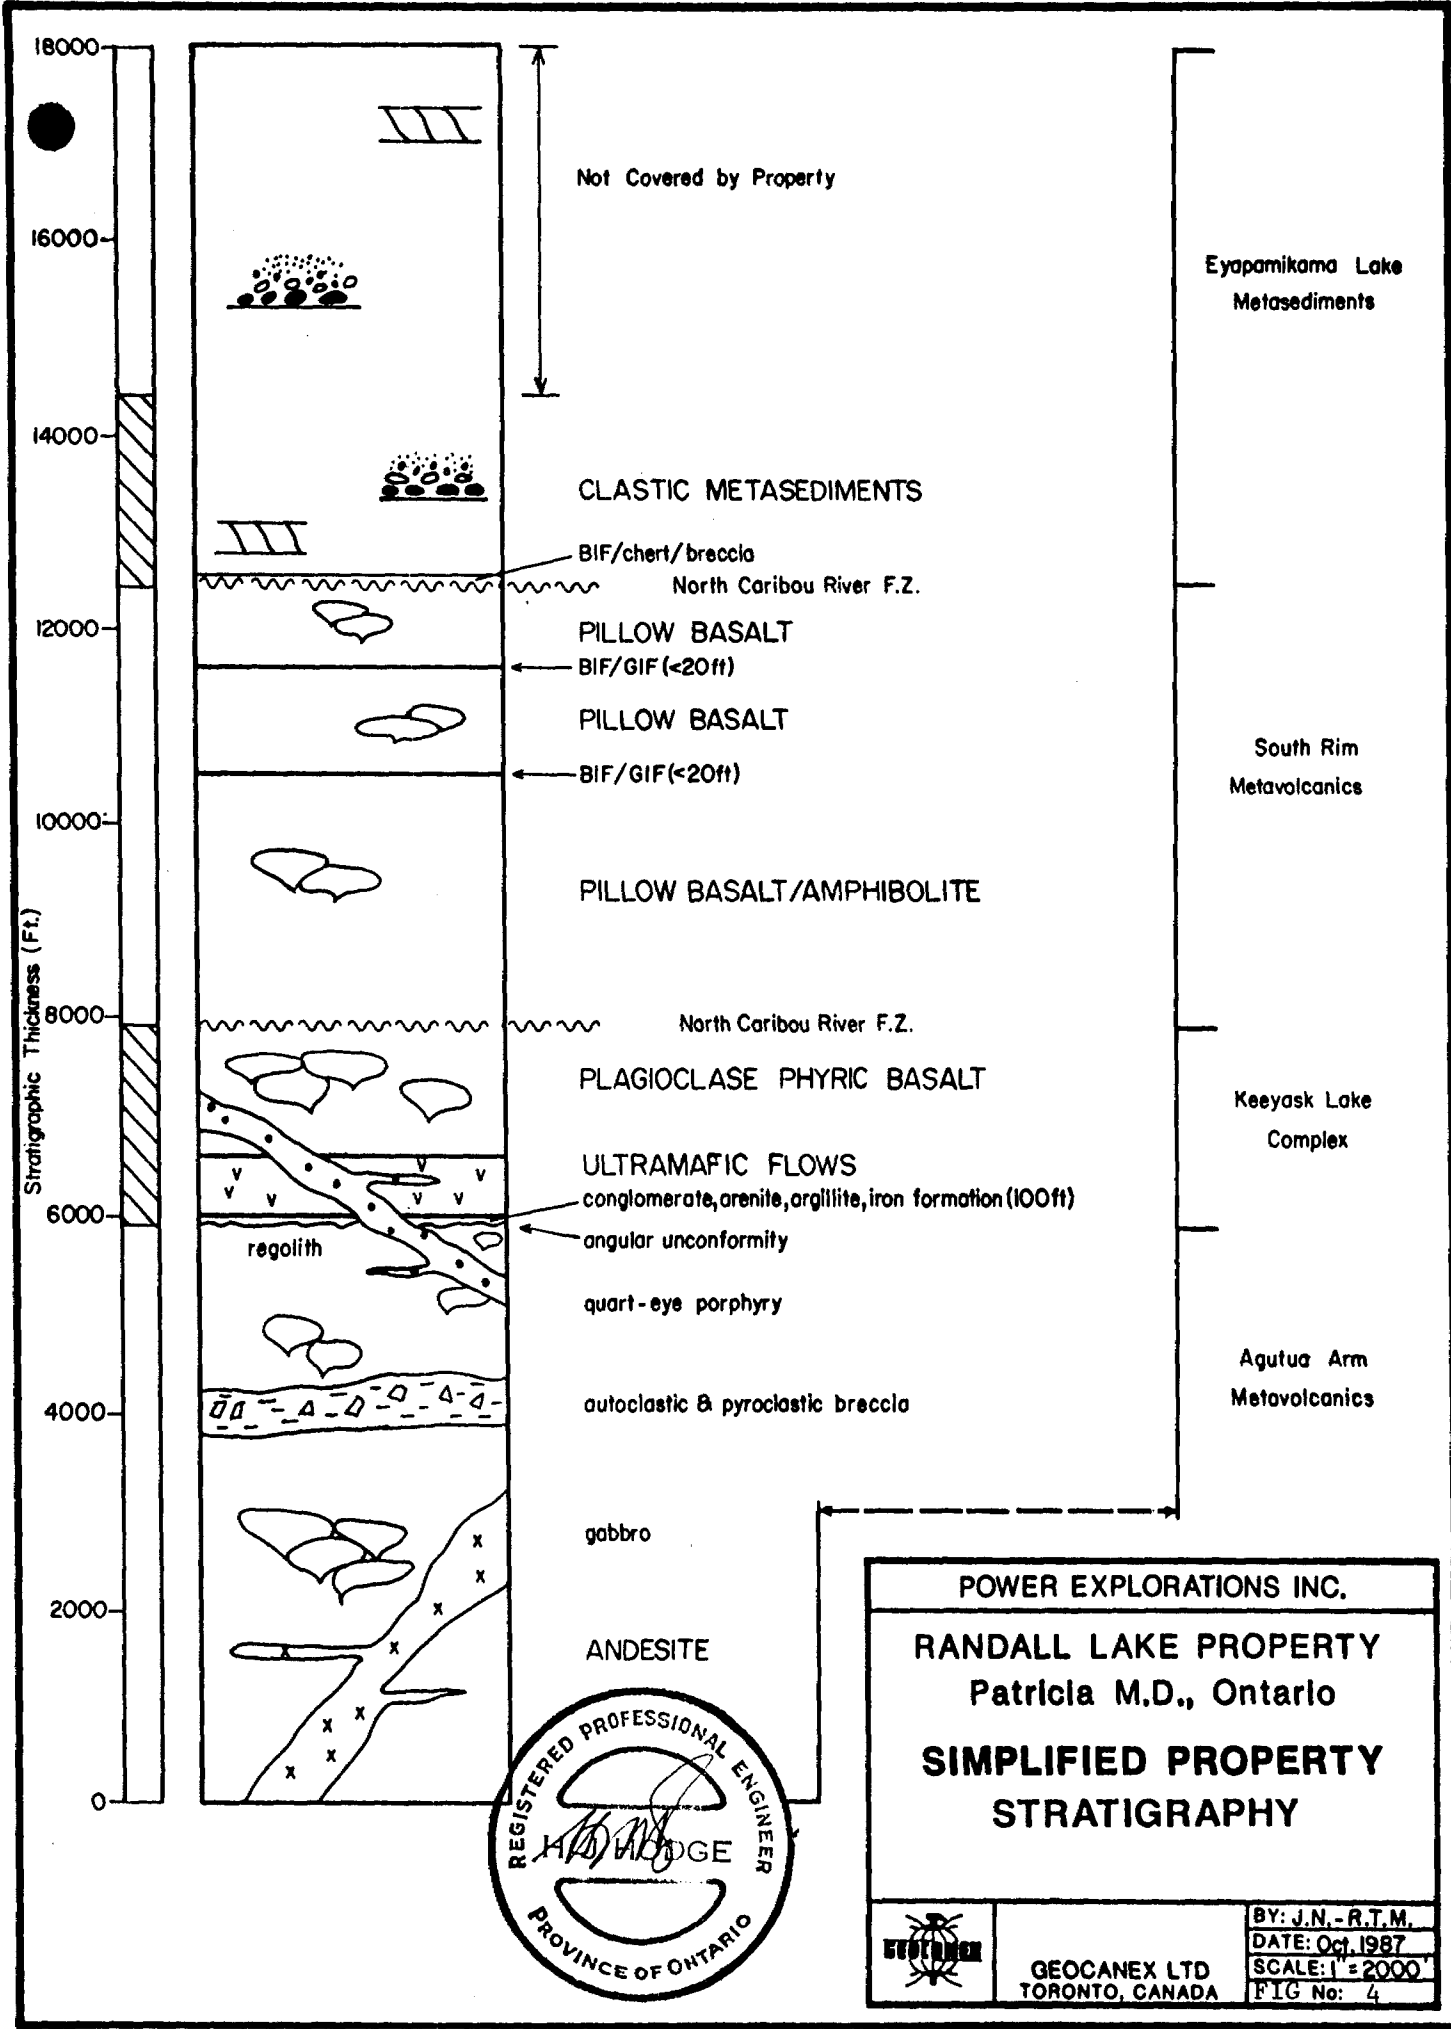 18000
16000
14000
12000
10000
8000
6000
4000
2000
0
Stratigraphic Thickness (Ft.)
Not Covered by Property
CLASTIC METASEDIMENTS
BIF/chert/breccia
North Caribou River F.Z.
PILLOW BASALT
BIF/GIF (<20ft)
PILLOW BASALT
BIF/GIF (<20ft)
PILLOW BASALT/AMPHIBOLITE
North Caribou River F.Z.
PLAGIOCLASE PHYRIC BASALT
ULTRAMAFIC FLOWS
conglomerate, arenite, argillite, iron formation (100ft)
angular unconformity
regolith
quart-eye porphyry
autoclastic & pyroclastic breccia
gabbro
ANDESITE
Eyapamikama Lake
Metasediments
South Rim
Metavolcanics
Keeyask Lake
Complex
Agutua Arm
Metavolcanics
REGISTERED PROFESSIONAL ENGINEER
HODGE
PROVINCE OF ONTARIO
POWER EXPLORATIONS INC.
RANDALL LAKE PROPERTY
Patricia M.D., Ontario
SIMPLIFIED PROPERTY
STRATIGRAPHY
GEOCANEX LTD
TORONTO, CANADA
BY: J.N.-R.T.M.
DATE: Oct. 1987
SCALE: 1" = 2000'
FIG No: 4